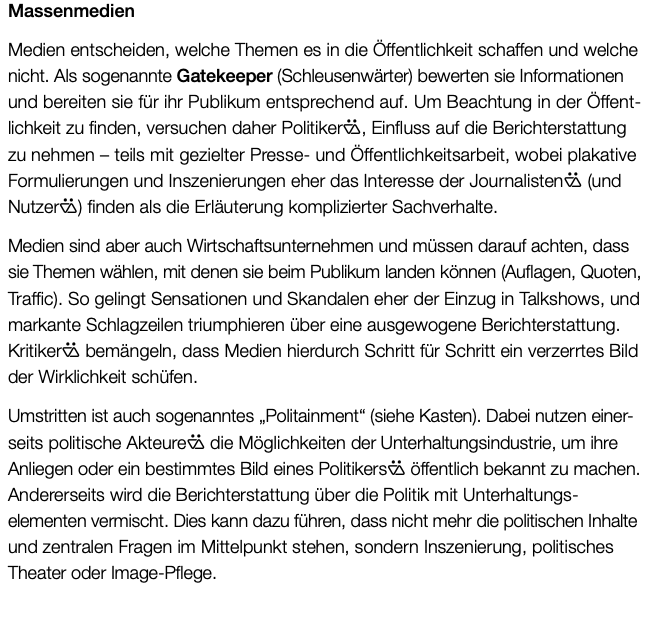 Massenmedien
Medien entscheiden, welche Themen es in die Öffentlichkeit schaffen und welche
nicht. Als sogenannte Gatekeeper (Schleusenwärter) bewerten sie Informationen
und bereiten sie für ihr Publikum entsprechend auf. Um Beachtung in der Öffent-
lichkeit zu finden, versuchen daher Politiker, Einfluss auf die Berichterstattung
zu nehmen – teils mit gezielter Presse- und Öffentlichkeitsarbeit, wobei plakative
Formulierungen und Inszenierungen eher das Interesse der Journalisten (und
Nutzer) finden als die Erläuterung komplizierter Sachverhalte.
Medien sind aber auch Wirtschaftsunternehmen und müssen darauf achten, dass
sie Themen wählen, mit denen sie beim Publikum landen können (Auflagen, Quoten,
Traffic). So gelingt Sensationen und Skandalen eher der Einzug in Talkshows, und
markante Schlagzeilen triumphieren über eine ausgewogene Berichterstattung.
Kritiker bemängeln, dass Medien hierdurch Schritt für Schritt ein verzerrtes Bild
der Wirklichkeit schüfen.
Umstritten ist auch sogenanntes „Politainment“ (siehe Kasten). Dabei nutzen einer-
seits politische Akteure die Möglichkeiten der Unterhaltungsindustrie, um ihre
Anliegen oder ein bestimmtes Bild eines Politikers öffentlich bekannt zu machen.
Andererseits wird die Berichterstattung über die Politik mit Unterhaltungs-
elementen vermischt. Dies kann dazu führen, dass nicht mehr die politischen Inhalte
und zentralen Fragen im Mittelpunkt stehen, sondern Inszenierung, politisches
Theater oder Image-Pflege.